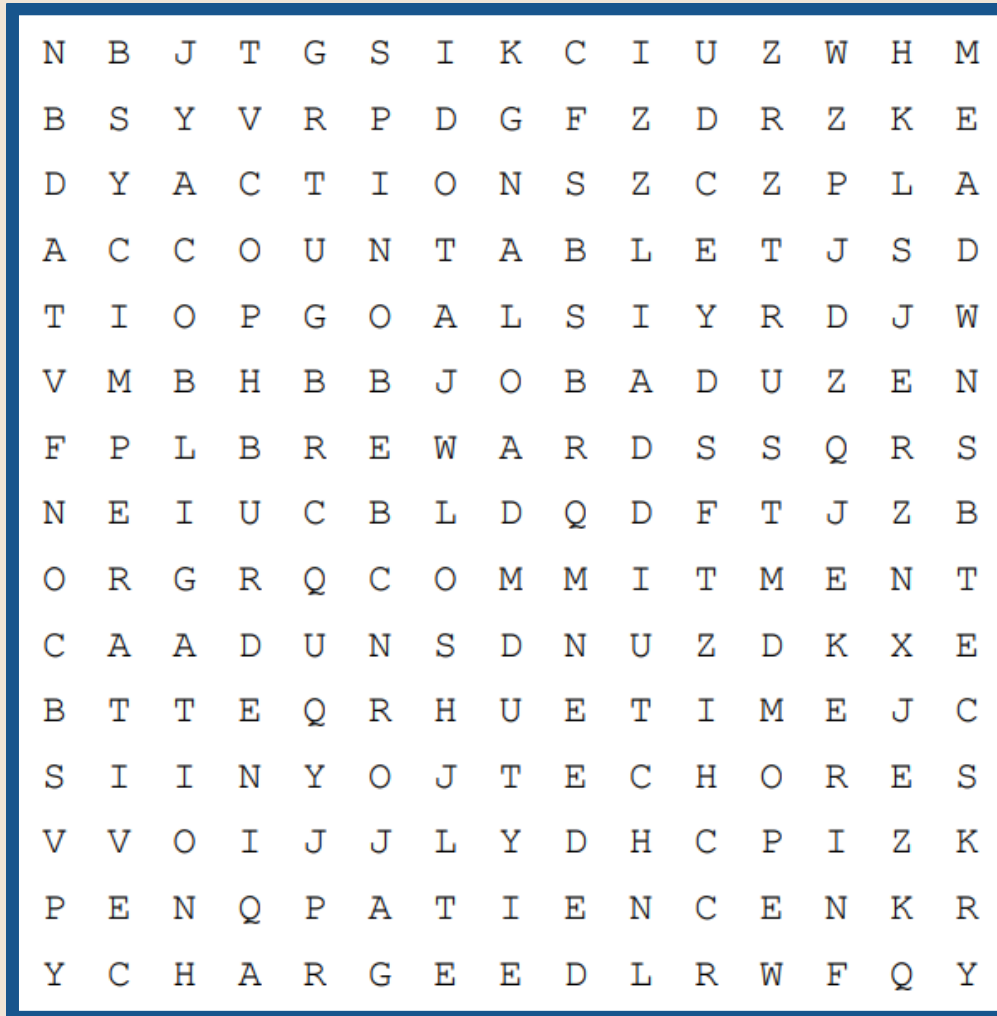 N B J T G S I K C I U Z W H M
B S Y V R P D G F Z D R Z K E
D Y A C T I O N S Z C Z P L A
A C C O U N T A B L E T J S D
T I O P G O A L S I Y R D J W
V M B H B B J O B A D U Z E N
F P L B R E W A R D S S Q R S
N E I U C B L D Q D F T J Z B
O R G R Q C O M M I T M E N T
C A A D U N S D N U Z D K X E
B T T E Q R H U E T I M E J C
S I I N Y O J T E C H O R E S
V V O I J J L Y D H C P I Z K
P E N Q P A T I E N C E N K R
Y C H A R G E E D L R W F Q Y